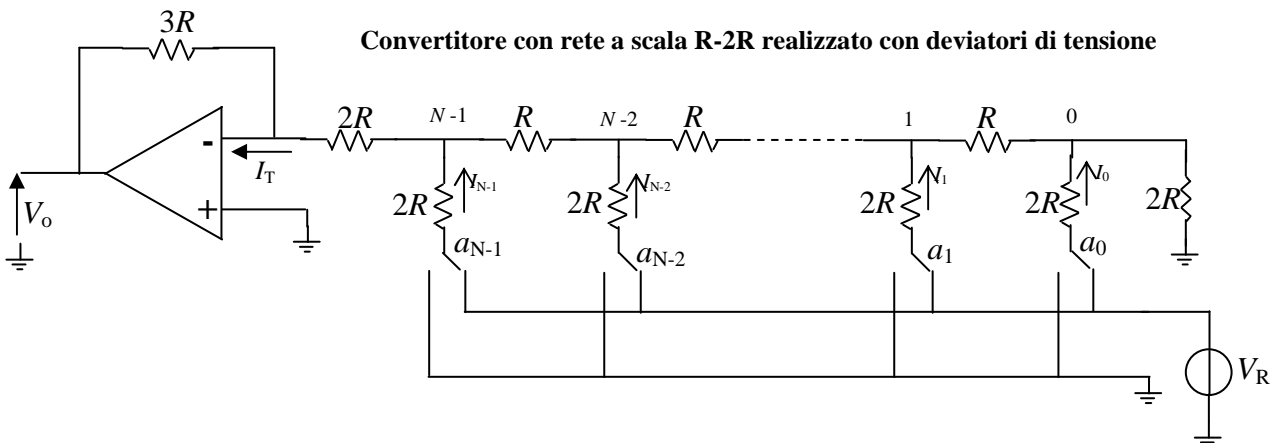 3R
Convertitore con rete a scala R-2R realizzato con deviatori di tensione
2R N-1 R N-2 R 1 R 0
-
I_T
I_N-1 I_N-2 I_1 I_0
+
V_o
2R 2R 2R 2R 2R
a_N-1 a_N-2 a_1 a_0
V_R